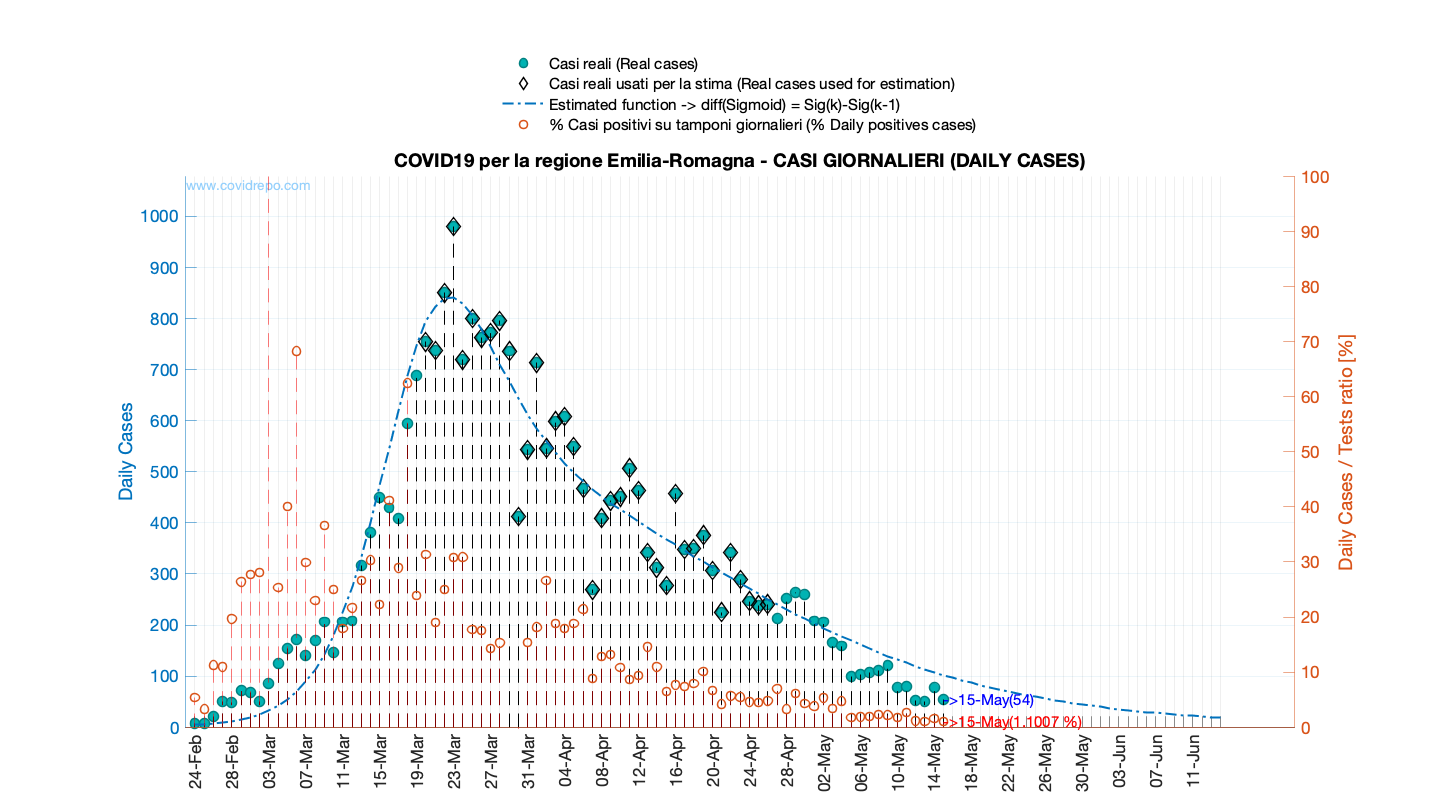 Casi reali (Real cases)
Casi reali usati per la stima (Real cases used for estimation)
Estimated function -> diff(Sigmoid) = Sig(k)-Sig(k-1)
% Casi positivi su tamponi giornalieri (% Daily positives cases)
COVID19 per la regione Emilia-Romagna - CASI GIORNALIERI (DAILY CASES)
www.covidrepo.com
Daily Cases
1000
900
800
700
600
500
400
300
200
100
0
Daily Cases / Tests ratio [%]
100
90
80
70
60
50
40
30
20
10
0
->15-May(54)
->15-May(1.1007 %)
24-Feb
28-Feb
03-Mar
07-Mar
11-Mar
15-Mar
19-Mar
23-Mar
27-Mar
31-Mar
04-Apr
08-Apr
12-Apr
16-Apr
20-Apr
24-Apr
28-Apr
02-May
06-May
10-May
14-May
18-May
22-May
26-May
30-May
03-Jun
07-Jun
11-Jun